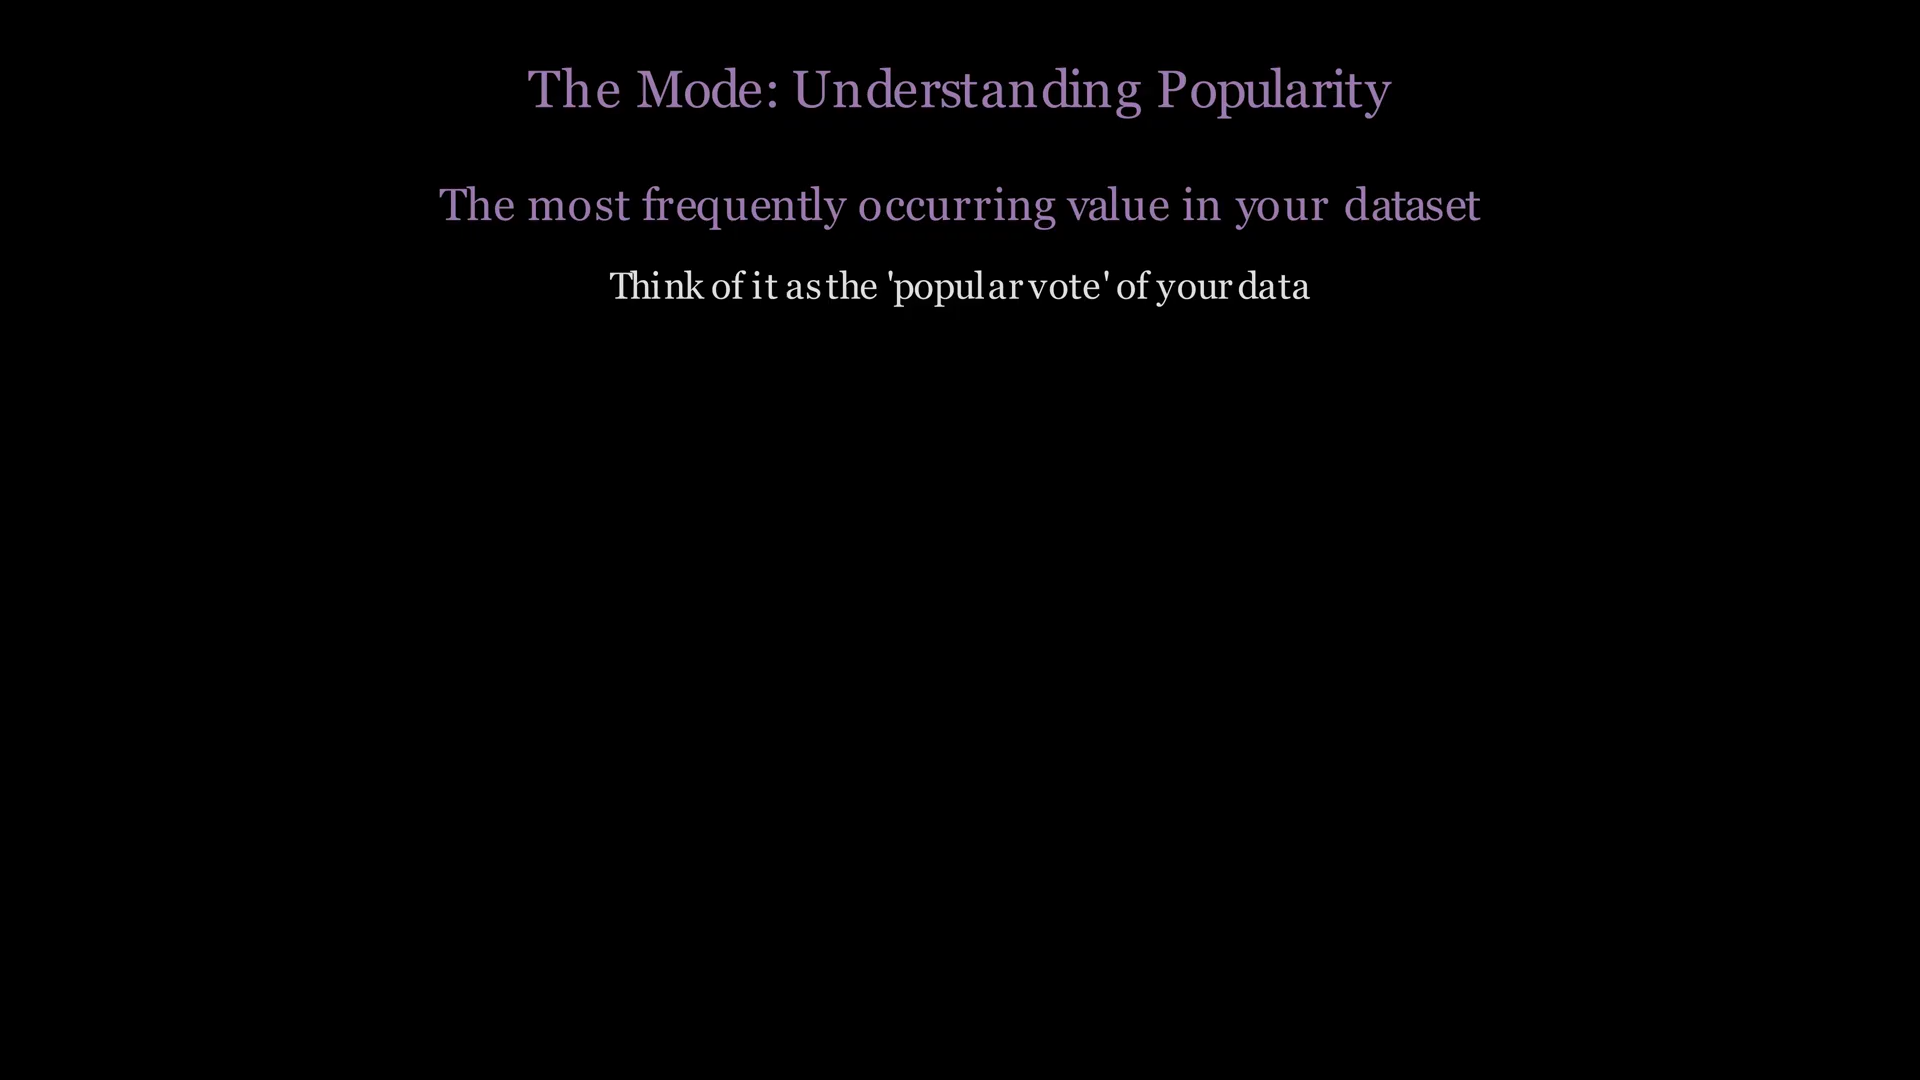 The Mode: Understanding Popularity
The most frequently occurring value in your dataset
Think of it as the 'popular vote' of your data